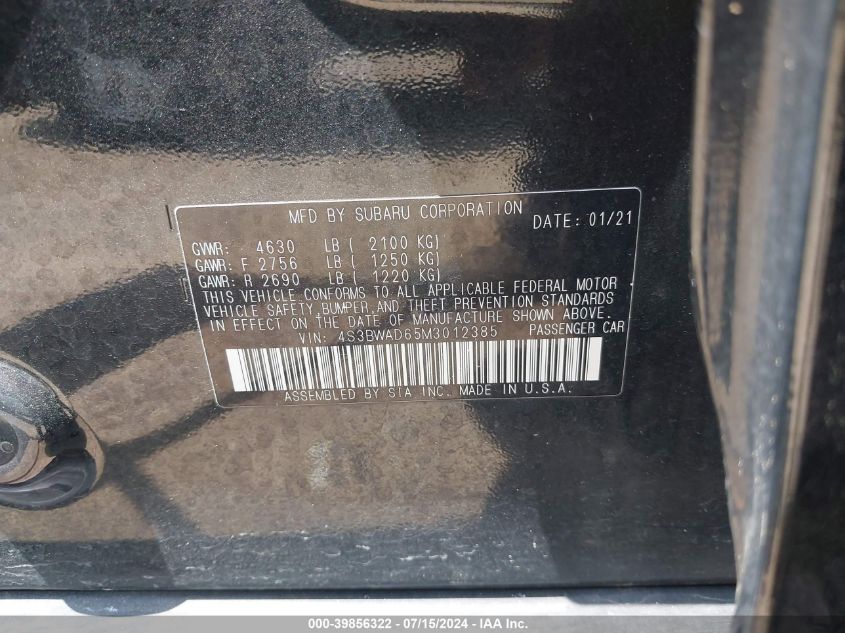 MFD BY SUBARU CORPORATION DATE: 01/21
GVWR: 4630 LB ( 2100 KG)
GAWR: F 2756 LB ( 1250 KG)
GAWR: R 2690 LB ( 1220 KG)
THIS VEHICLE CONFORMS TO ALL APPLICABLE FEDERAL MOTOR
VEHICLE SAFETY, BUMPER, AND THEFT PREVENTION STANDARDS
IN EFFECT ON THE DATE OF MANUFACTURE SHOWN ABOVE.
VIN: 4S3BWAD65M3012385 PASSENGER CAR
ASSEMBLED BY SIA INC. MADE IN U.S.A.
000-39856322 - 07/15/2024 - IAA Inc.